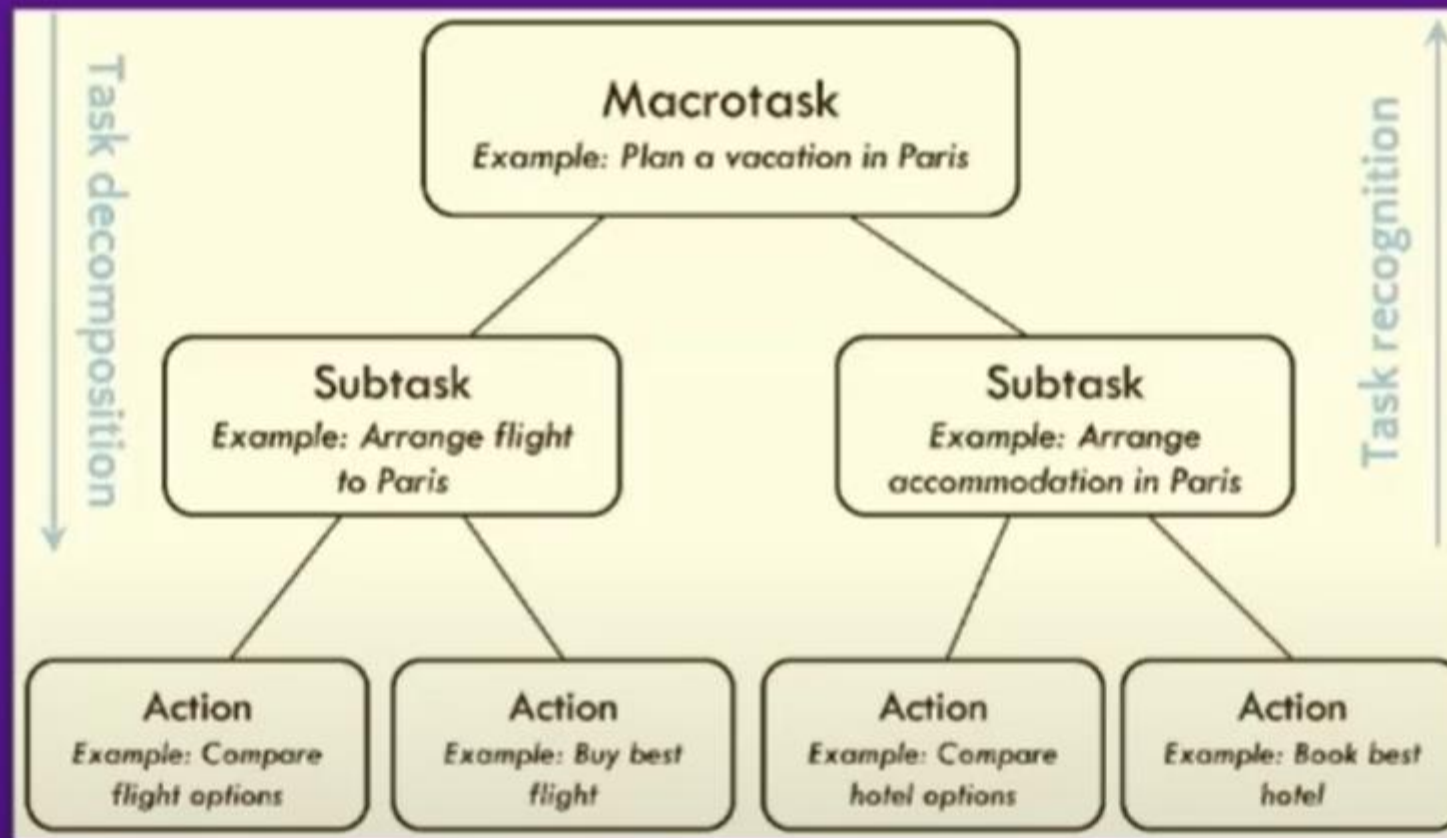 Task decomposition
Task recognition
Macrotask
Example: Plan a vacation in Paris
Subtask
Example: Arrange flight
to Paris
Subtask
Example: Arrange
accommodation in Paris
Action
Example: Compare
flight options
Action
Example: Buy best
flight
Action
Example: Compare
hotel options
Action
Example: Book best
hotel